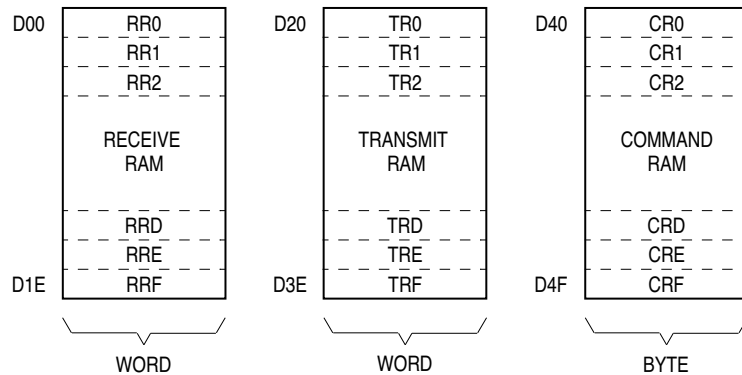 D00 RR0 D20 TR0 D40 CR0
RR1 TR1 CR1
RR2 TR2 CR2
RECEIVE TRANSMIT COMMAND
RAM RAM RAM
RRD TRD CRD
RRE TRE CRE
D1E RRF D3E TRF D4F CRF
WORD WORD BYTE